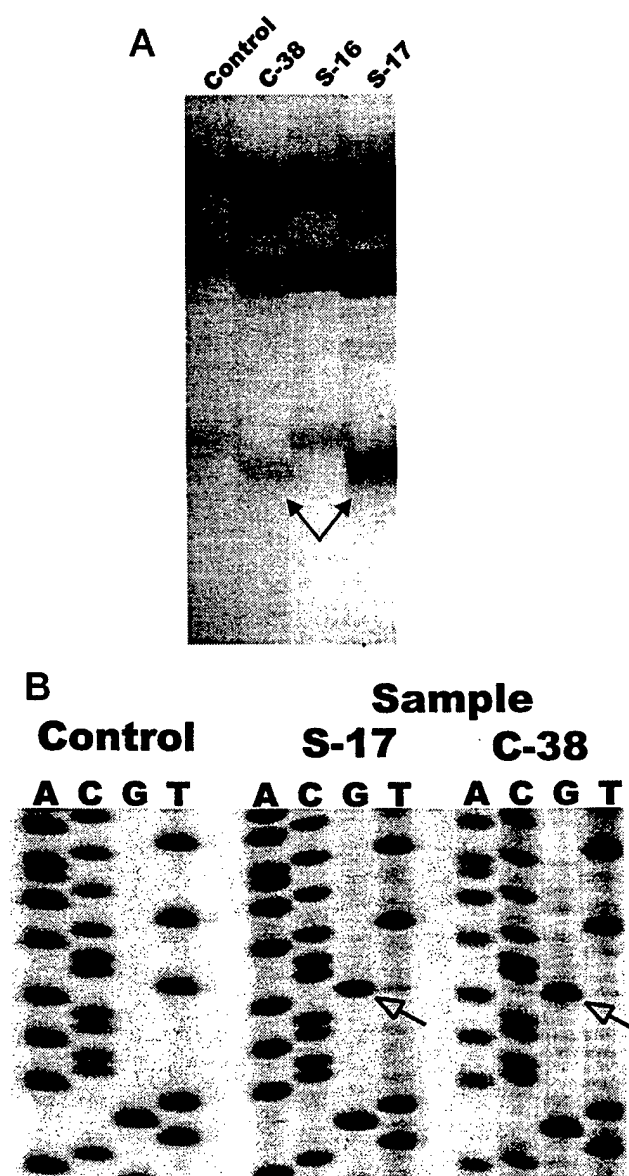 A
Control C-38 S-16 S-17
B
Sample
Control S-17 C-38
A C G T A C G T A C G T